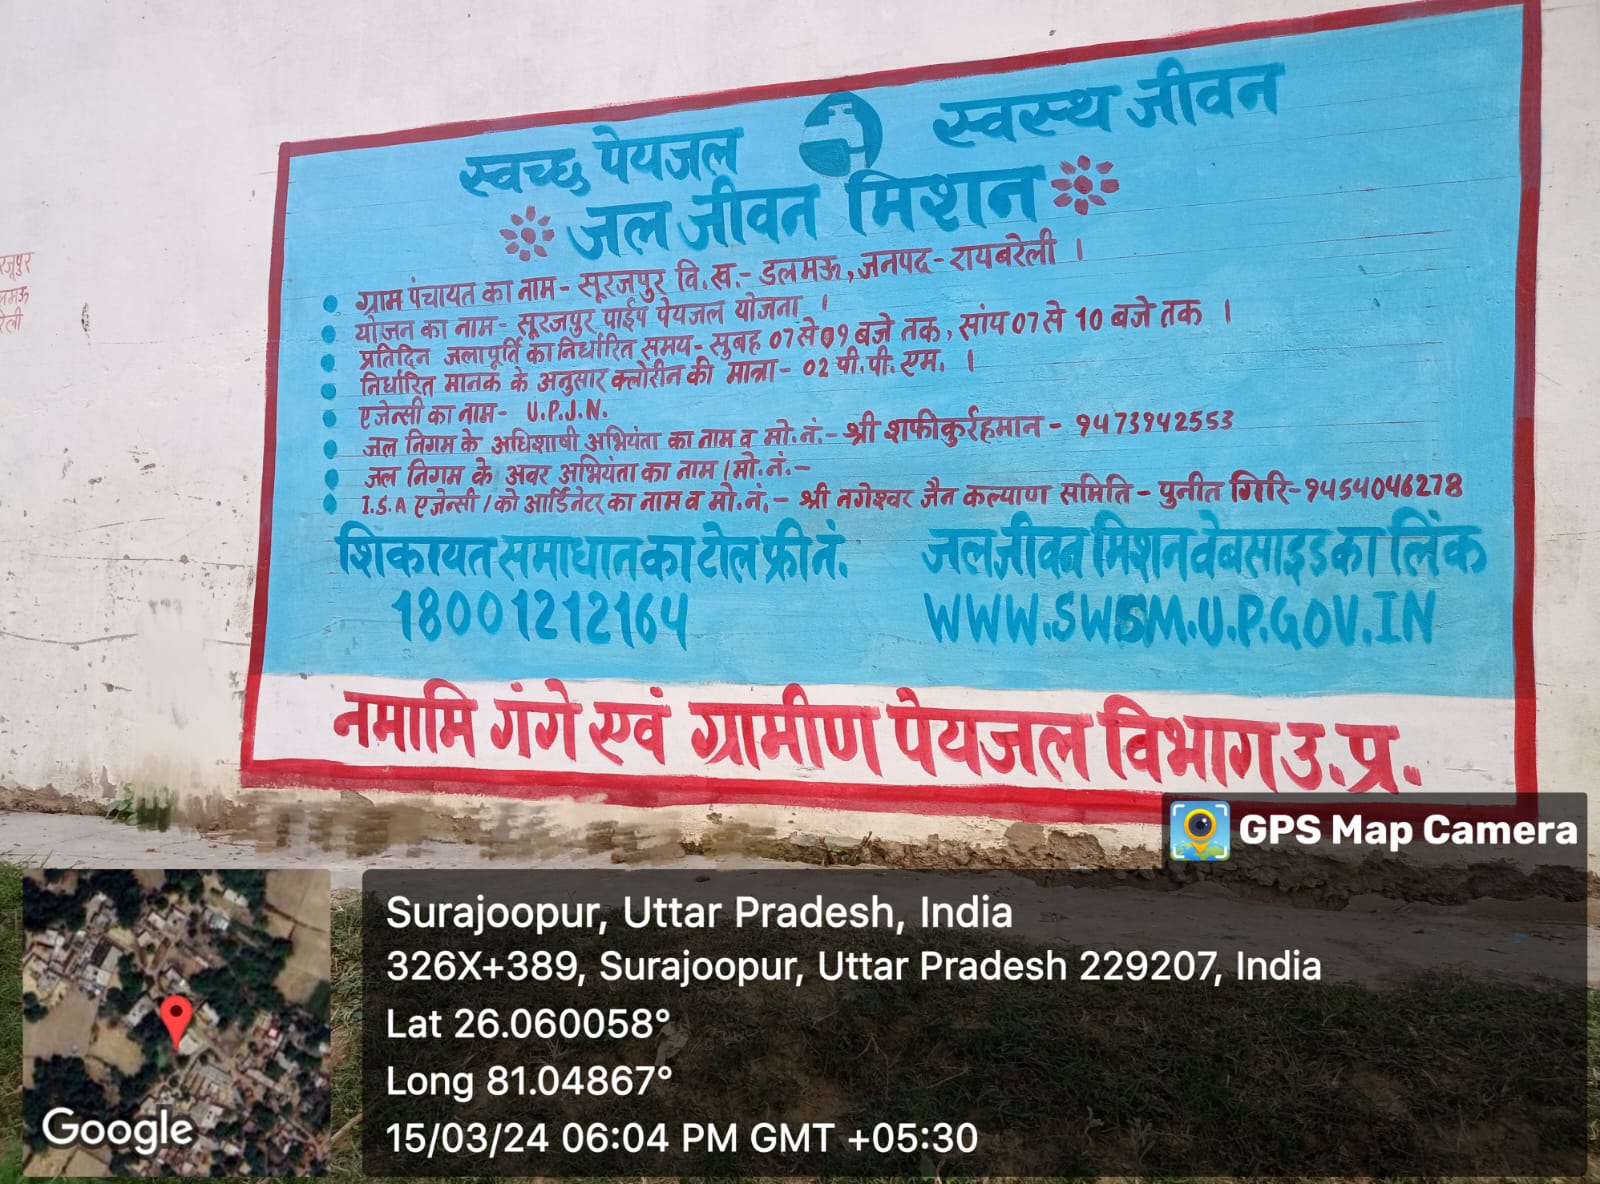 स्वच्छ पेयजल स्वस्थ जीवन
जल जीवन मिशन
ग्राम पंचायत का नाम - सूरजपुर वि.ख.- डलमऊ, जनपद - रायबरेली ।
योजन का नाम - सूरजपुर पाईप पेयजल योजना ।
प्रतिदिन जलापूर्ति का निर्धारित समय - सुबह 07 से 09 बजे तक, सांय 07 से 10 बजे तक ।
निर्धारित मानक के अनुसार क्लोरीन की मात्रा - 02 पी.पी.एम. ।
एजेन्सी का नाम - U.P.J.N.
जल निगम के अधिशाषी अभियंता का नाम व मो.नं.- श्री शफीकुर्रहमान - 9473942553
जल निगम के अवर अभियंता का नाम/मो.नं.-
I.S.A एजेन्सी/को आर्डिनेटर का नाम व मो.नं.- श्री नगेश्वर जैन कल्याण समिति - पुनीत गिरि - 9454046278
शिकायत समाधान का टोल फ्री नं.
18001212164
जल जीवन मिशन वेबसाइड का लिंक
WWW.SWSM.U.P.GOV.IN
नमामि गंगे एवं ग्रामीण पेयजल विभाग उ.प्र.
GPS Map Camera
Surajoopur, Uttar Pradesh, India
326X+389, Surajoopur, Uttar Pradesh 229207, India
Lat 26.060058°
Long 81.04867°
15/03/24 06:04 PM GMT +05:30
Google